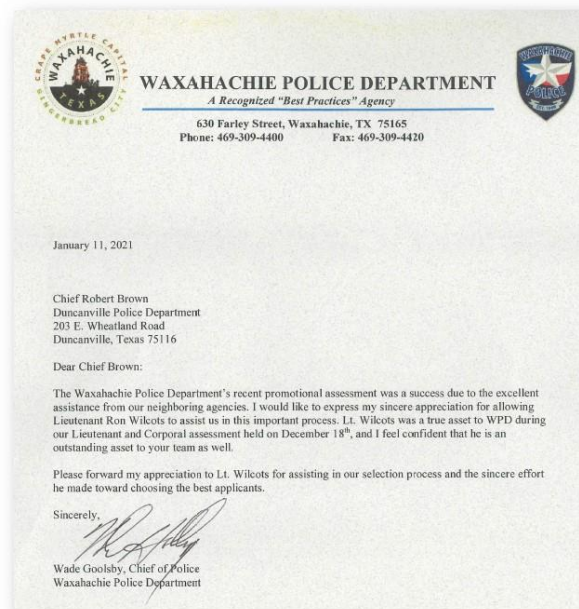 CRAPE MYRTLE CAPITAL
WAXAHACHIE
TEXAS
GINGERBREAD CITY
WAXAHACHIE
POLICE
WAXAHACHIE POLICE DEPARTMENT
A Recognized "Best Practices" Agency
630 Farley Street, Waxahachie, TX 75165
Phone: 469-309-4400 Fax: 469-309-4420
January 11, 2021
Chief Robert Brown
Duncanville Police Department
203 E. Wheatland Road
Duncanville, Texas 75116
Dear Chief Brown:
The Waxahachie Police Department's recent promotional assessment was a success due to the excellent
assistance from our neighboring agencies. I would like to express my sincere appreciation for allowing
Lieutenant Ron Wilcots to assist us in this important process. Lt. Wilcots was a true asset to WPD during
our Lieutenant and Corporal assessment held on December 18th, and I feel confident that he is an
outstanding asset to your team as well.
Please forward my appreciation to Lt. Wilcots for assisting in our selection process and the sincere effort
he made toward choosing the best applicants.
Sincerely,
Wade Goolsby, Chief of Police
Waxahachie Police Department